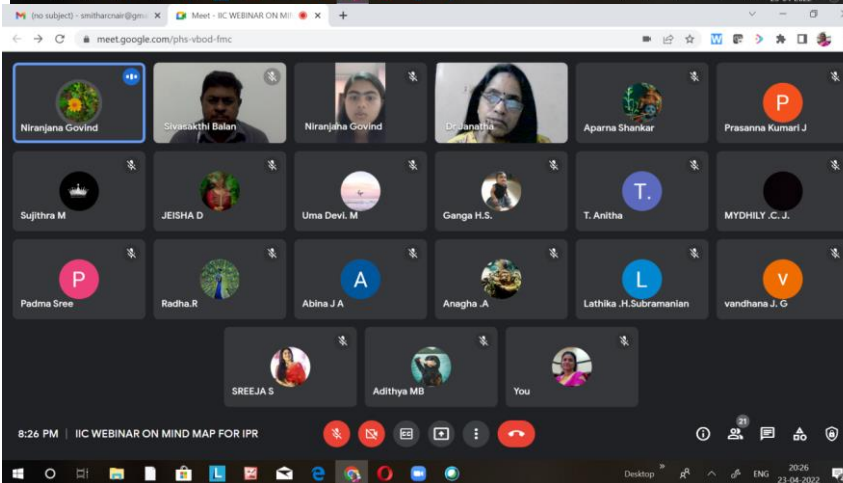 (no subject) - smitharcnair@gma
Meet - IIC WEBINAR ON MI
meet.google.com/phs-vbod-fmc
Niranjana Govind
Sivasakthi Balan
Niranjana Govind
Dr Janatha
Aparna Shankar
P
Prasanna Kumari J
Sujithra M
JEISHA D
Uma Devi. M
Ganga H.S.
T.
T. Anitha
MYDHILY .C. J.
P
Padma Sree
Radha.R
A
Abina J A
Anagha .A
L
Lathika .H.Subramanian
V
vandhana J. G
SREEJA S
Adithya MB
You
8:26 PM | IIC WEBINAR ON MIND MAP FOR IPR
21
Desktop
ENG
20:26
23-04-2022